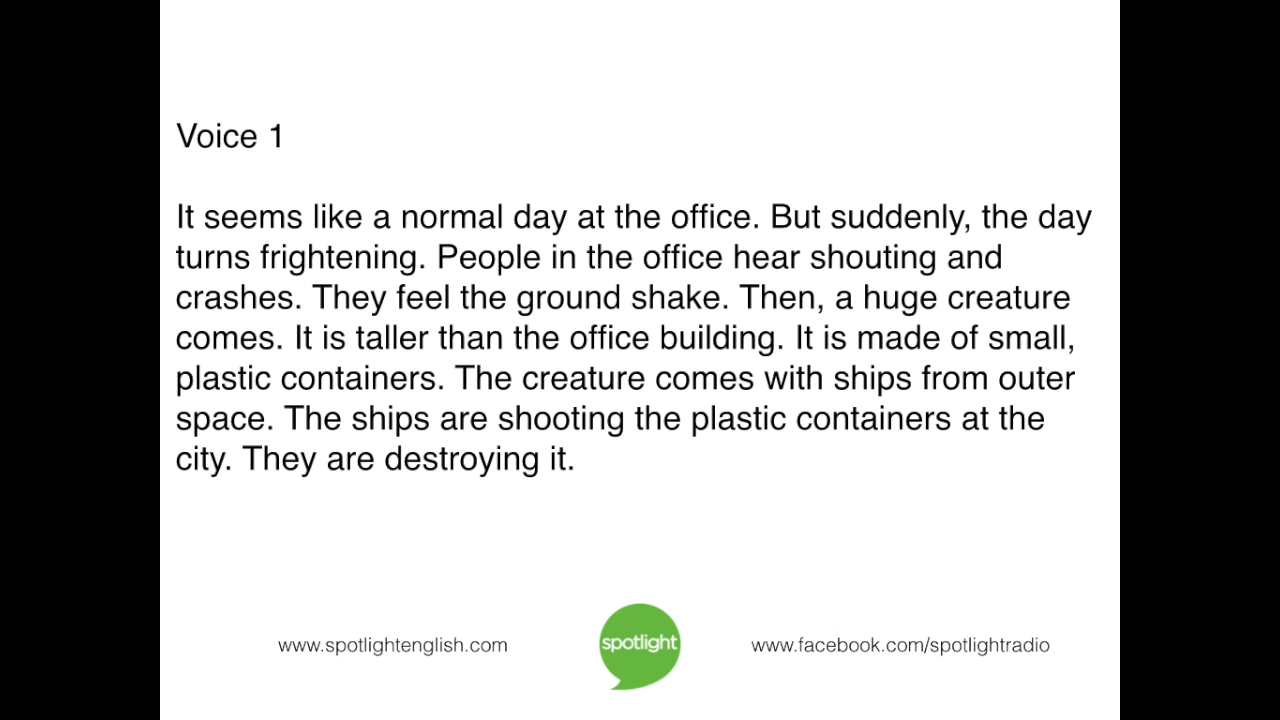 Voice 1
It seems like a normal day at the office. But suddenly, the day
turns frightening. People in the office hear shouting and
crashes. They feel the ground shake. Then, a huge creature
comes. It is taller than the office building. It is made of small,
plastic containers. The creature comes with ships from outer
space. The ships are shooting the plastic containers at the
city. They are destroying it.
www.spotlightenglish.com
spotlight
www.facebook.com/spotlightradio